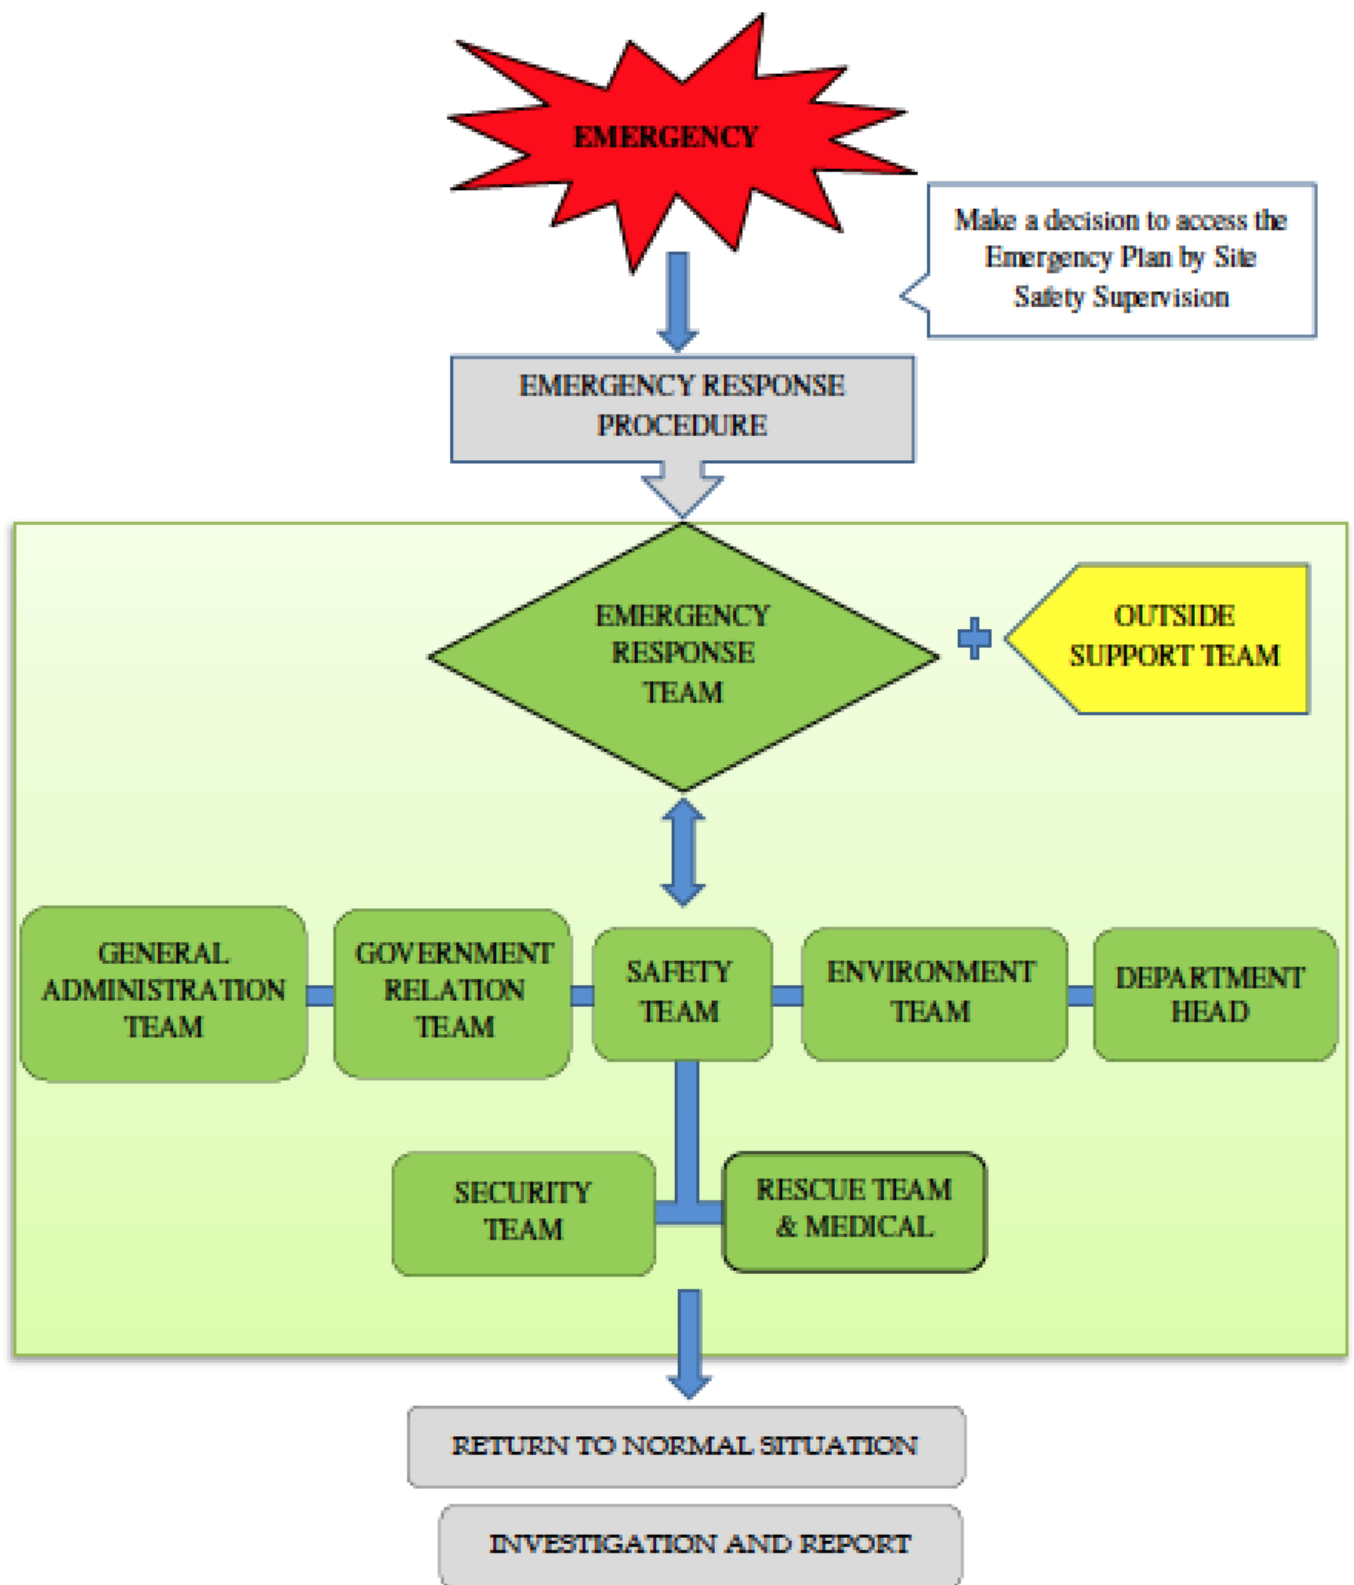 EMERGENCY
Make a decision to access the
Emergency Plan by Site
Safety Supervision
EMERGENCY RESPONSE
PROCEDURE
EMERGENCY
RESPONSE
TEAM
OUTSIDE
SUPPORT TEAM
GENERAL
ADMINISTRATION
TEAM
GOVERNMENT
RELATION
TEAM
SAFETY
TEAM
ENVIRONMENT
TEAM
DEPARTMENT
HEAD
SECURITY
TEAM
RESCUE TEAM
& MEDICAL
RETURN TO NORMAL SITUATION
INVESTIGATION AND REPORT